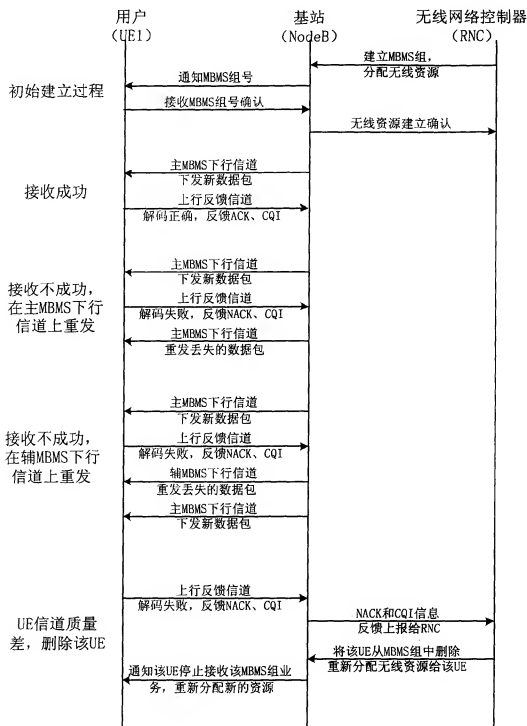 用户
(UE1)
基站
(NodeB)
无线网络控制器
(RNC)
初始建立过程
建立MBMS组,
分配无线资源
通知MBMS组号
接收MBMS组号确认
无线资源建立确认
接收成功
主MBMS下行信道
下发新数据包
上行反馈信道
解码正确, 反馈ACK、CQI
接收不成功,
在主MBMS下行
信道上重发
主MBMS下行信道
下发新数据包
上行反馈信道
解码失败, 反馈NACK、CQI
主MBMS下行信道
重发丢失的数据包
接收不成功,
在辅MBMS下行
信道上重发
主MBMS下行信道
下发新数据包
上行反馈信道
解码失败, 反馈NACK、CQI
辅MBMS下行信道
重发丢失的数据包
主MBMS下行信道
下发新数据包
UE信道质量
差, 删除该UE
上行反馈信道
解码失败, 反馈NACK、CQI
NACK和CQI信息
反馈上报给RNC
将该UE从MBMS组中删除
重新分配无线资源给该UE
通知该UE停止接收该MBMS组业
务, 重新分配新的资源